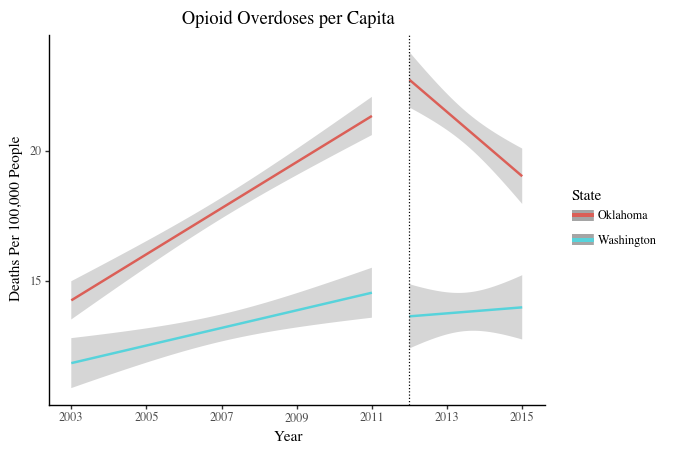 Opioid Overdoses per Capita
Deaths Per 100,000 People
20
15
2003 2005 2007 2009 2011 2013 2015
Year
State
Oklahoma
Washington